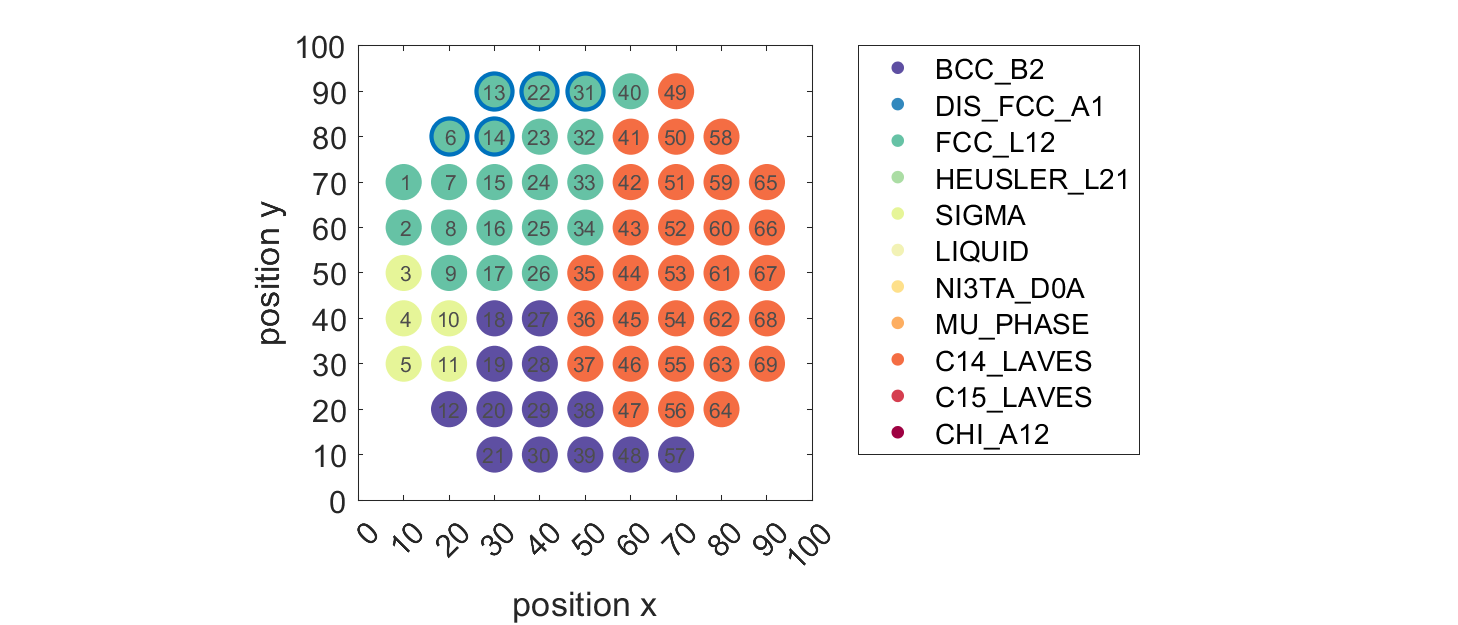 100
90
80
70
60
50
40
30
20
10
0
position y
13 22 31 40 49
6 14 23 32 41 50 58
1 7 15 24 33 42 51 59 65
2 8 16 25 34 43 52 60 66
3 9 17 26 35 44 53 61 67
4 10 18 27 36 45 54 62 68
5 11 19 28 37 46 55 63 69
12 20 29 38 47 56 64
21 30 39 48 57
0 10 20 30 40 50 60 70 80 90 100
position x
BCC_B2
DIS_FCC_A1
FCC_L12
HEUSLER_L21
SIGMA
LIQUID
NI3TA_D0A
MU_PHASE
C14_LAVES
C15_LAVES
CHI_A12